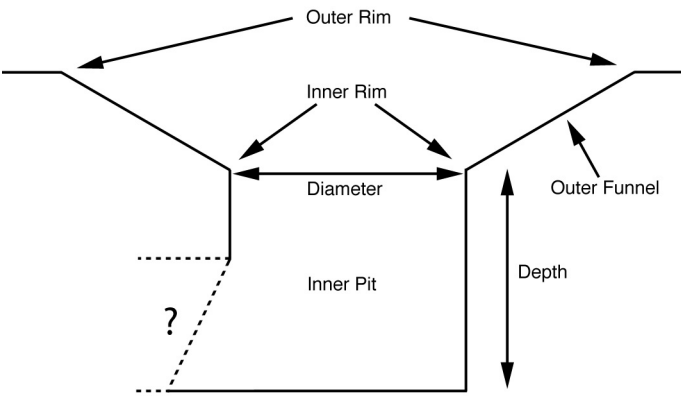 Outer Rim
Inner Rim
Diameter
Outer Funnel
Depth
Inner Pit
?